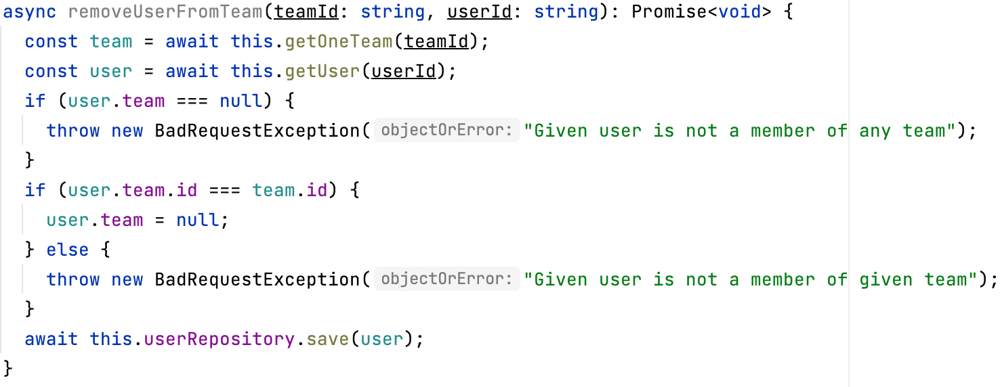 async removeUserFromTeam(teamId: string, userId: string): Promise<void> {
const team = await this.getOneTeam(teamId);
const user = await this.getUser(userId);
if (user.team === null) {
throw new BadRequestException( objectOrError: "Given user is not a member of any team");
}
if (user.team.id === team.id) {
user.team = null;
} else {
throw new BadRequestException( objectOrError: "Given user is not a member of given team");
}
await this.userRepository.save(user);
}